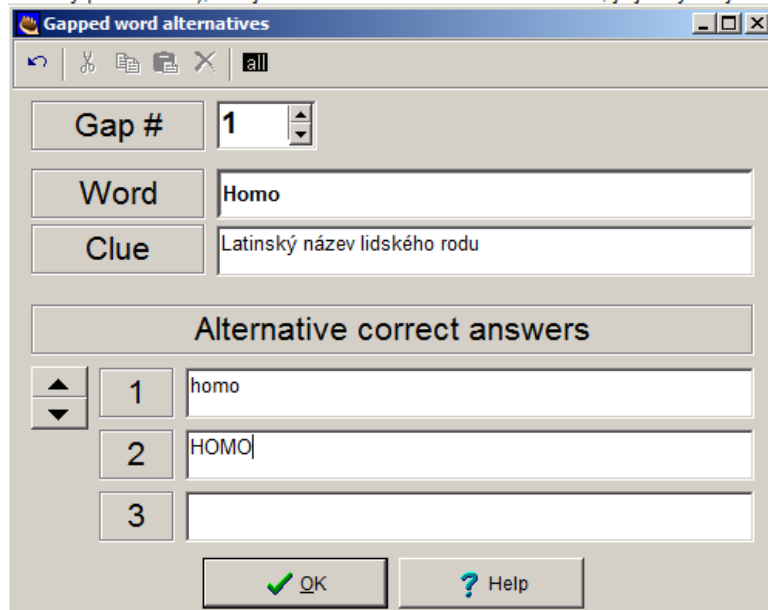 Gapped word alternatives
all
Gap #
1
Word
Homo
Clue
Latinský název lidského rodu
Alternative correct answers
1
homo
2
HOMO
3
OK
Help